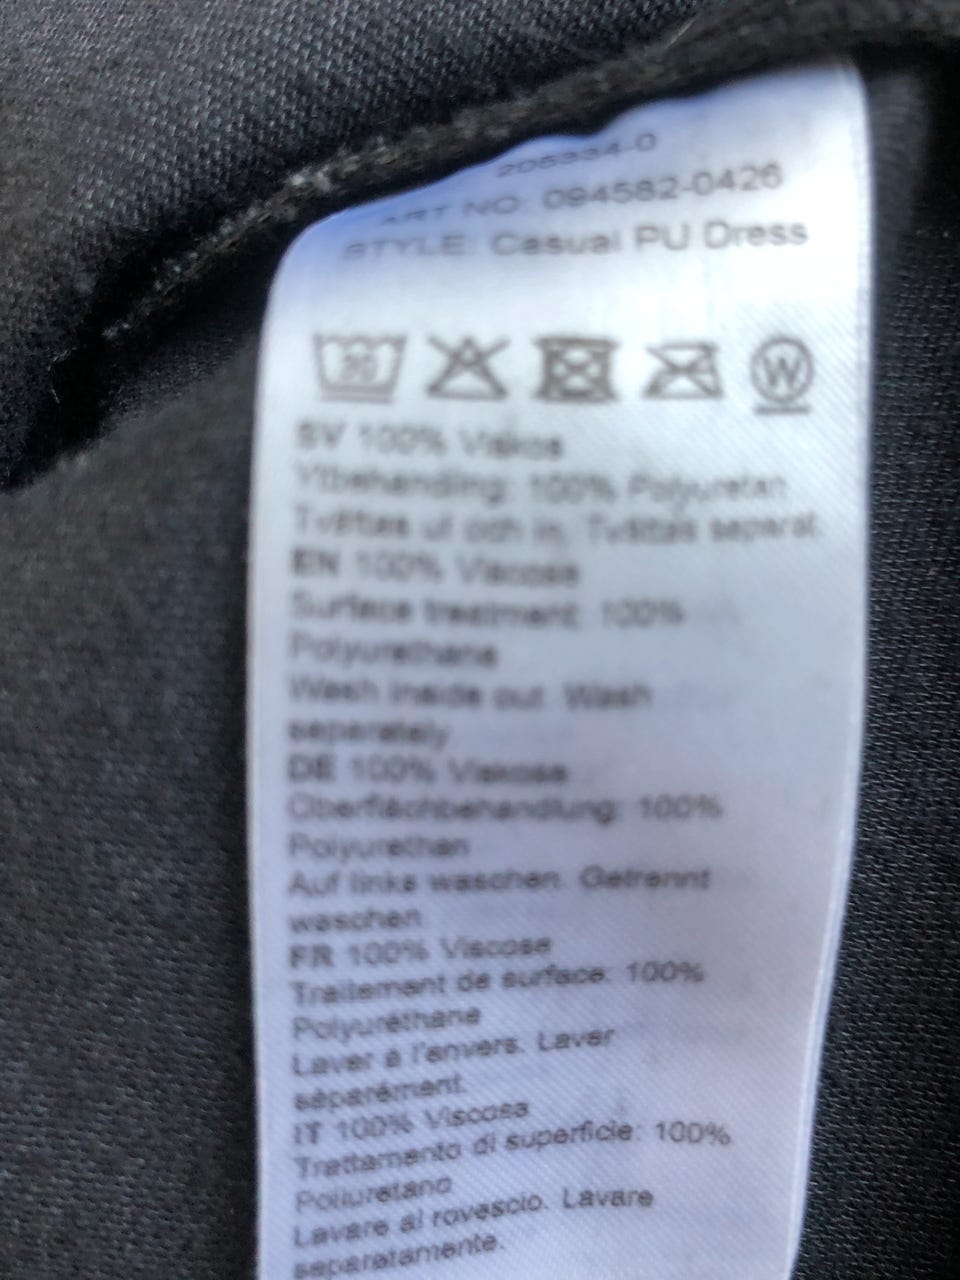 205334-0
ART NO: 094582-0426
STYLE: Casual PU Dress
W
SV 100% Viskos
Ytbehandling: 100% Polyuretan
Tvättas ut och in. Tvättas separat.
EN 100% Viscose
Surface treatment: 100%
Polyurethane
Wash inside out. Wash
separately
DE 100% Viskose
Oberflächbehandlung: 100%
Polyurethan
Auf links waschen. Getrennt
waschen.
FR 100% Viscose
Traitement de surface: 100%
Polyuréthane
Laver à l'envers. Laver
séparément.
IT 100% Viscosa
Trattamento di superficie: 100%
Poliuretano
Lavare al rovescio. Lavare
separatamente.